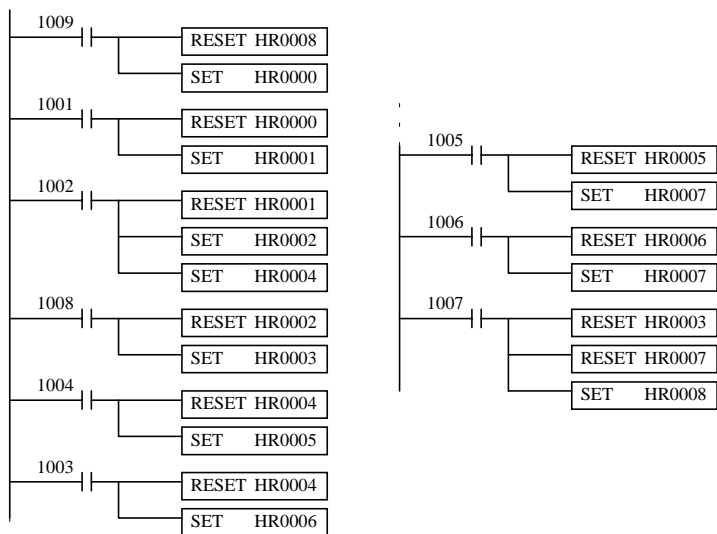 1009
RESET HR0008
SET HR0000
1001
RESET HR0000
SET HR0001
1002
RESET HR0001
SET HR0002
SET HR0004
1008
RESET HR0002
SET HR0003
1004
RESET HR0004
SET HR0005
1003
RESET HR0004
SET HR0006
1005
RESET HR0005
SET HR0007
1006
RESET HR0006
SET HR0007
1007
RESET HR0003
RESET HR0007
SET HR0008